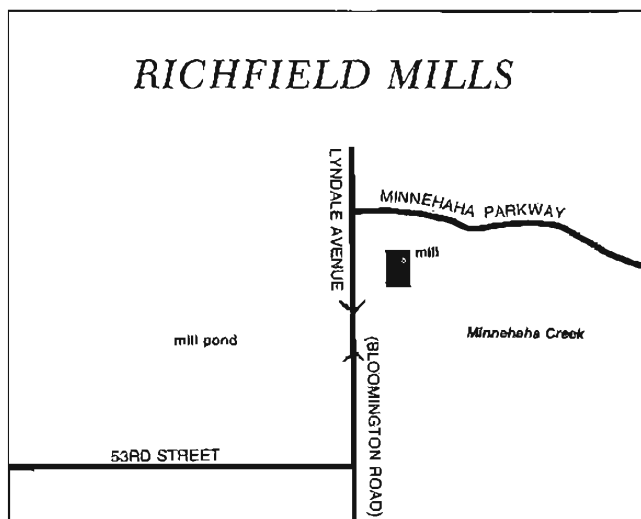 RICHFIELD MILLS
LYNDALE AVENUE
MINNEHAHA PARKWAY
mill
Minnehaha Creek
mill pond
(BLOOMINGTON ROAD)
53RD STREET